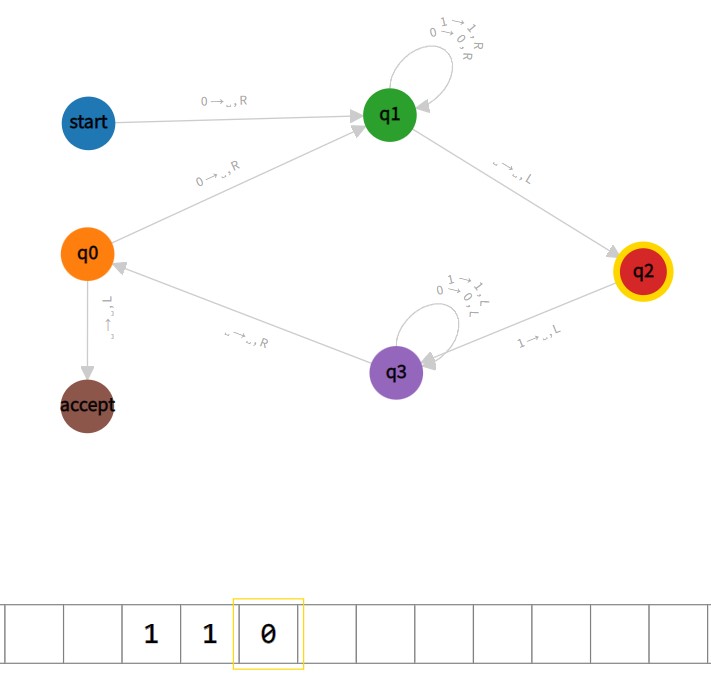 1→1,R
0→0,R
0→␣,R
start
q1
0→␣,R
␣→␣,L
q0
q2
1→1,L
0→0,L
␣→␣,L
␣→␣,R
1→␣,L
q3
accept
1 1 0